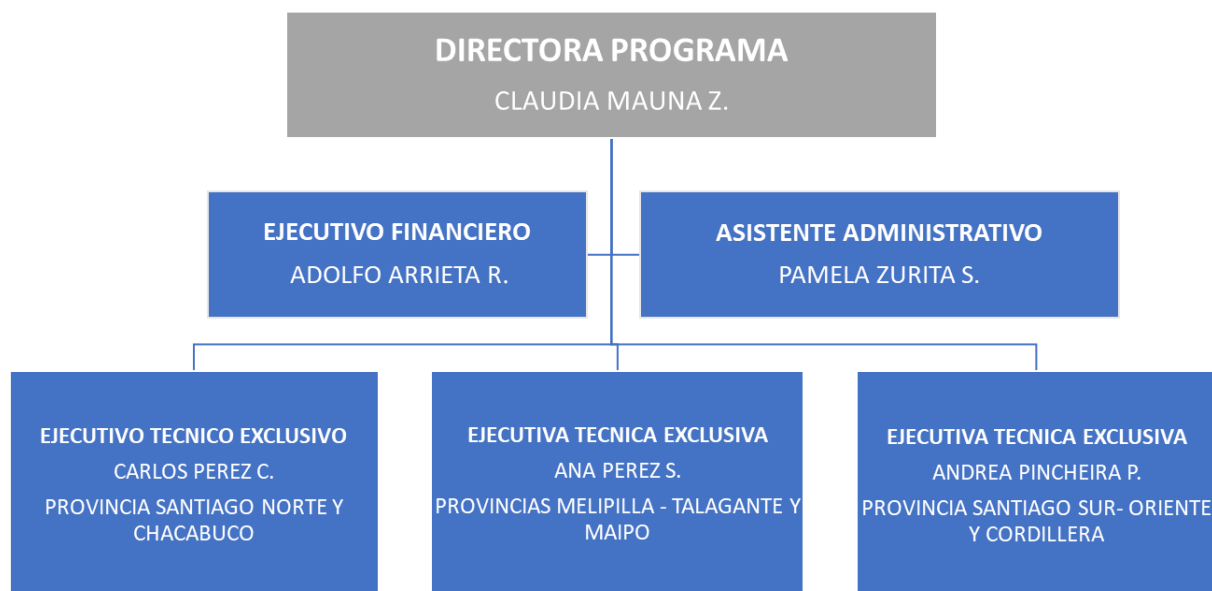 DIRECTORA PROGRAMA
CLAUDIA MAUNA Z.
EJECUTIVO FINANCIERO
ADOLFO ARRIETA R.
ASISTENTE ADMINISTRATIVO
PAMELA ZURITA S.
EJECUTIVO TECNICO EXCLUSIVO
CARLOS PEREZ C.
PROVINCIA SANTIAGO NORTE Y
CHACABUCO
EJECUTIVA TECNICA EXCLUSIVA
ANA PEREZ S.
PROVINCIAS MELIPILLA - TALAGANTE Y
MAIPO
EJECUTIVA TECNICA EXCLUSIVA
ANDREA PINCHEIRA P.
PROVINCIA SANTIAGO SUR- ORIENTE
Y CORDILLERA